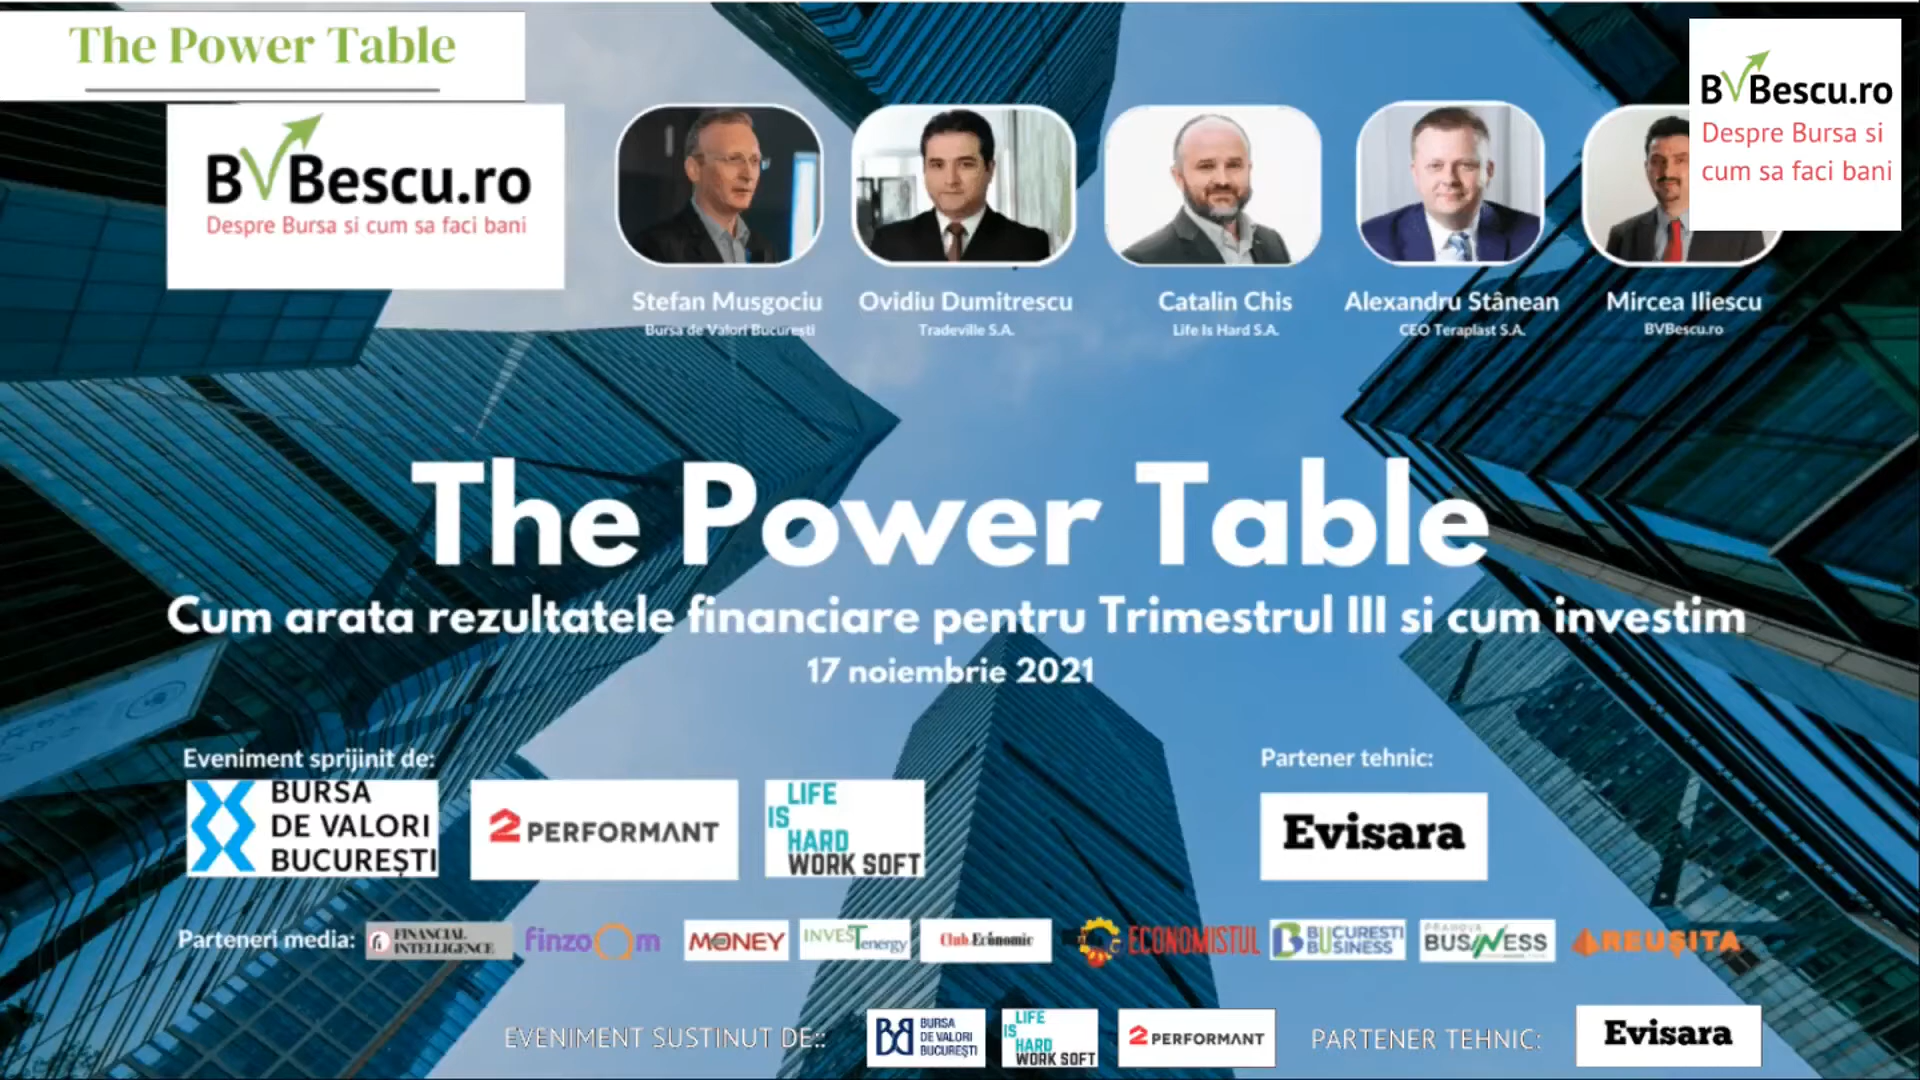 The Power Table
BVBescu.ro
Despre Bursa si cum sa faci bani
BVBescu.ro
Despre Bursa si
cum sa faci bani
Stefan Musgociu
Bursa de Valori Bucureşti
Ovidiu Dumitrescu
Tradeville S.A.
Catalin Chis
Life Is Hard S.A.
Alexandru Stânean
CEO Teraplast S.A.
Mircea Iliescu
BVBescu.ro
The Power Table
Cum arata rezultatele financiare pentru Trimestrul III si cum investim
17 noiembrie 2021
Eveniment sprijinit de:
BURSA
DE VALORI
BUCUREŞTI
2PERFORMANT
LIFE
IS
HARD
WORK SOFT
Partener tehnic:
Evisara
Parteneri media:
FINANCIAL
INTELLIGENCE
finzoom
MONEY
INVESTenergy
Club Economic
ECONOMISTUL
BUCURESTI
BUSINESS
PRAHOVA
BUSINESS
REUŞITA
EVENIMENT SUSTINUT DE::
BURSA
DE VALORI
BUCUREŞTI
LIFE
IS
HARD
WORK SOFT
2PERFORMANT
PARTENER TEHNIC:
Evisara